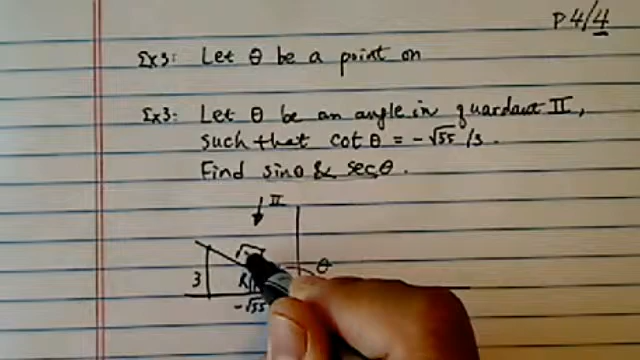 P4/4
Ex3: Let θ be a point on
Ex3: Let θ be an angle in quardant II,
such that cot θ = -√55 /3.
Find sinθ & secθ.
II
θ
3
R
-√55